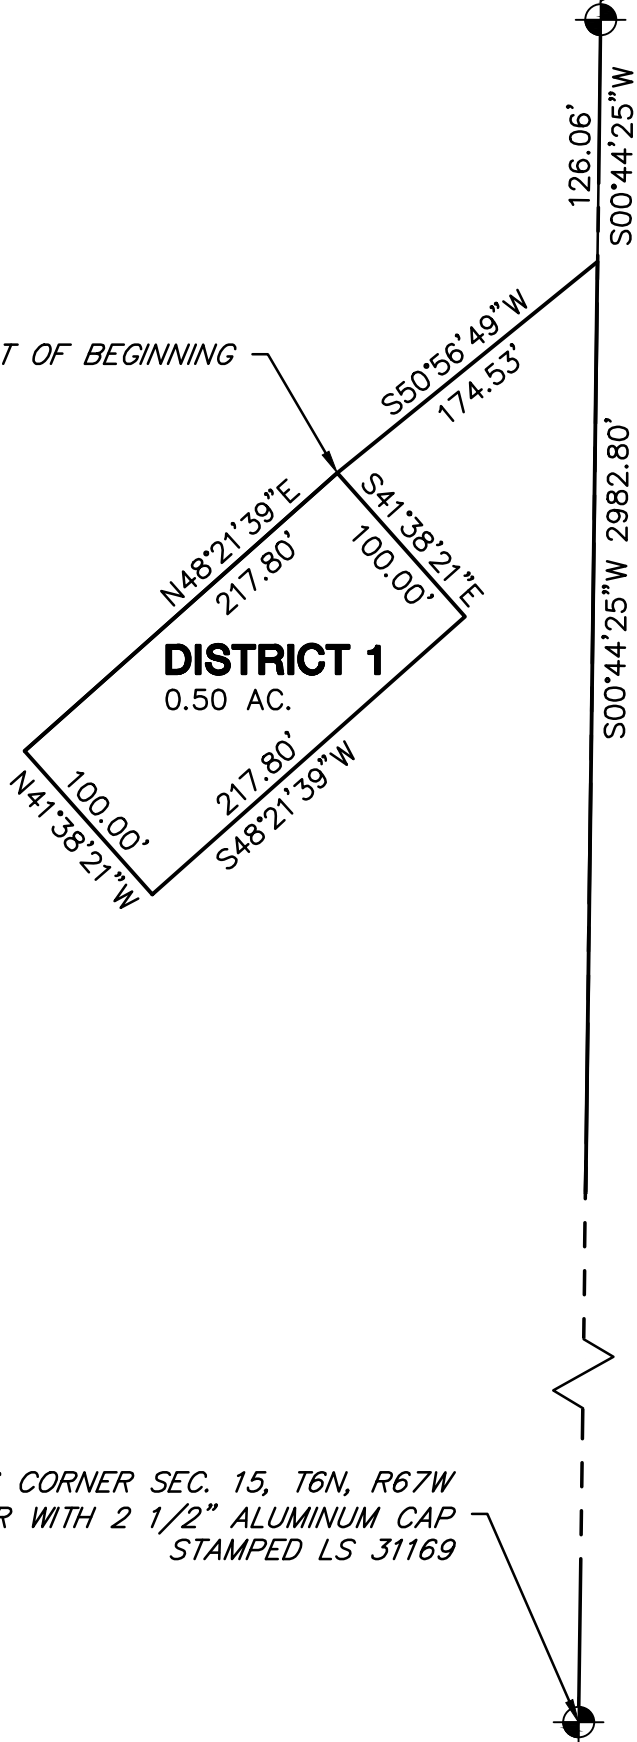 126.06'
S00°44'25"W
S50°56'49"W
174.53'
OF BEGINNING
S00°44'25"W 2982.80'
N48°21'39"E
217.80'
S41°38'21"E
100.00'
DISTRICT 1
0.50 AC.
217.80'
S48°21'39"W
100.00'
N41°38'21"W
CORNER SEC. 15, T6N, R67W
WITH 2 1/2" ALUMINUM CAP
STAMPED LS 31169